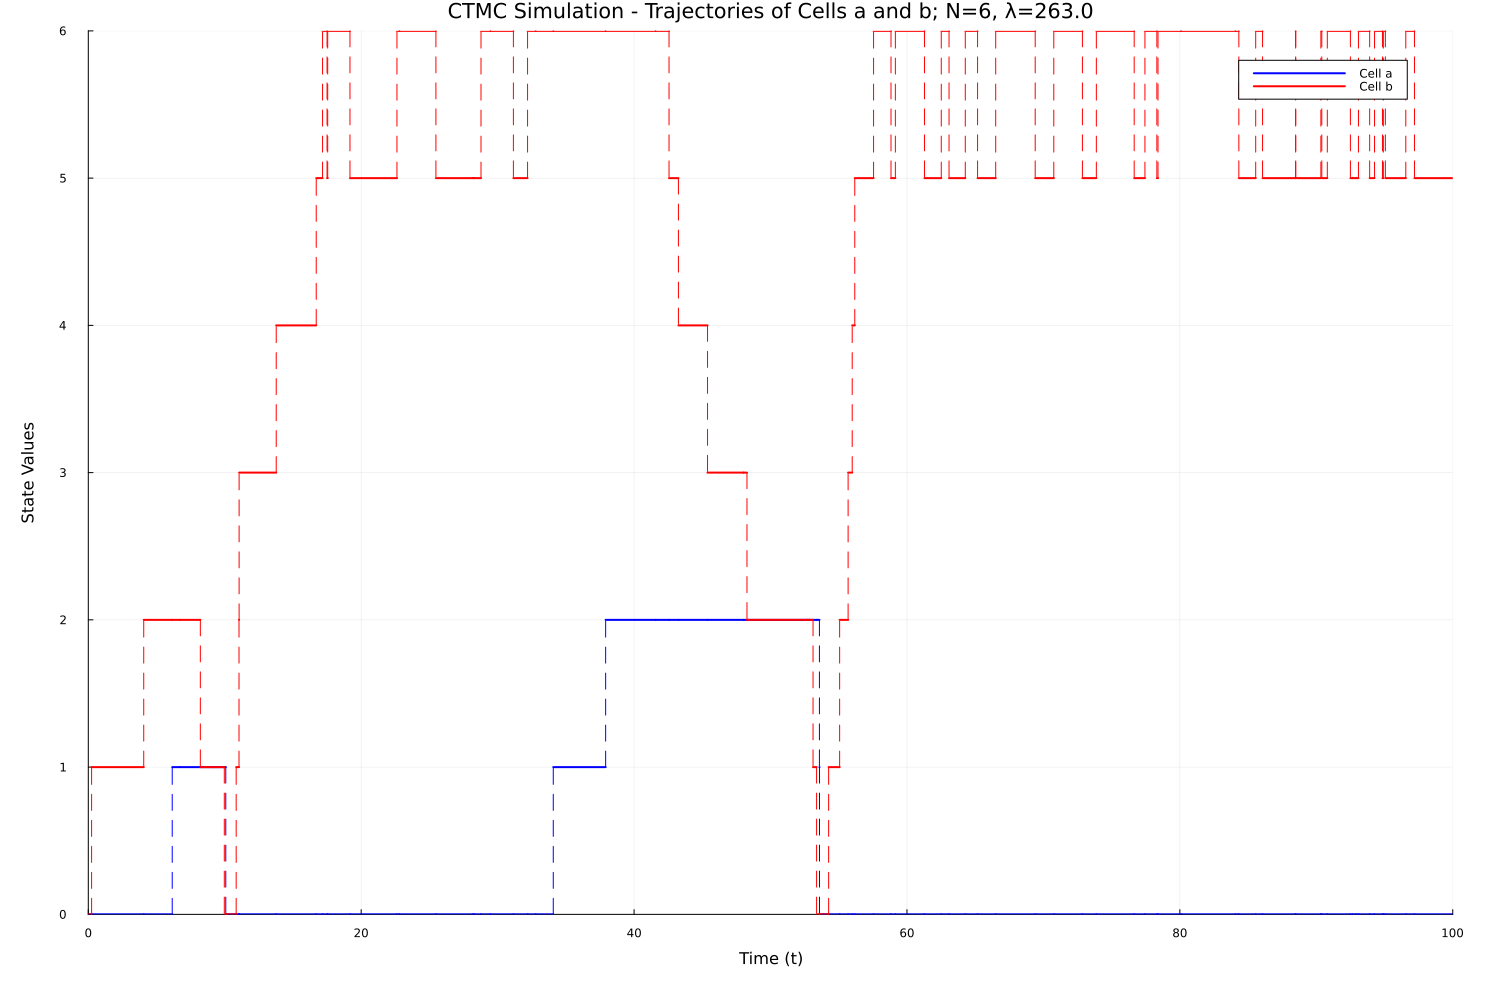 CTMC Simulation - Trajectories of Cells a and b; N=6, λ=263.0
6
5
4
3
2
1
0
State Values
Cell a
Cell b
0 20 40 60 80 100
Time (t)